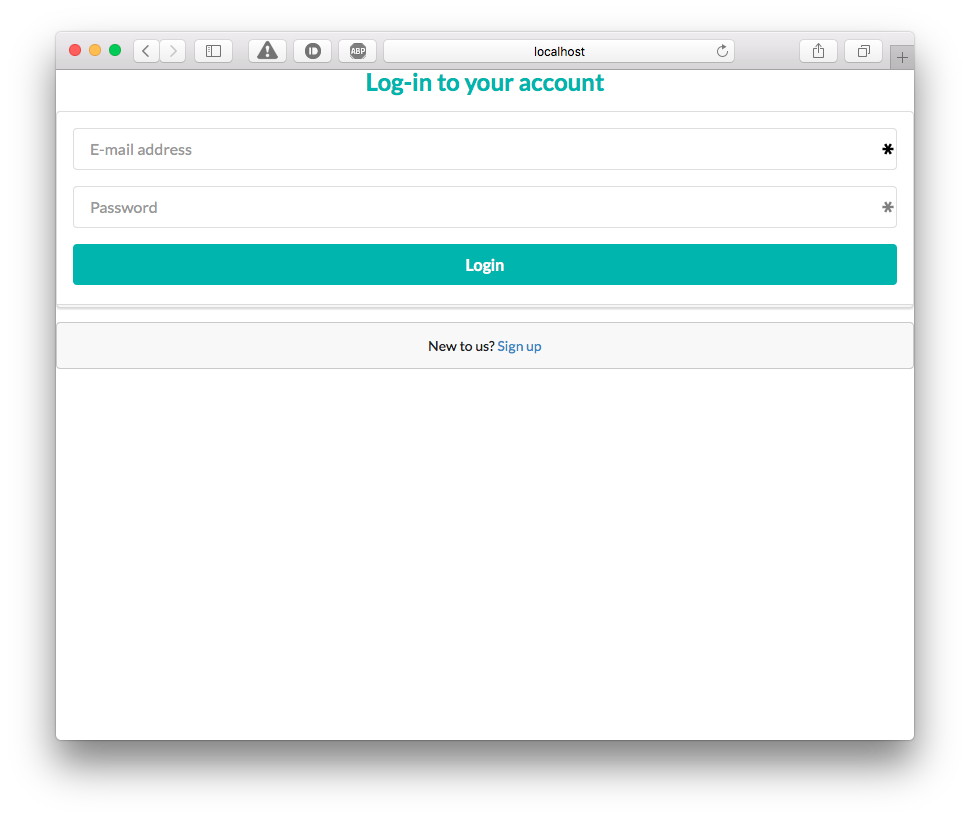 ABP
localhost
Log-in to your account
E-mail address
*
Password
*
Login
New to us? Sign up